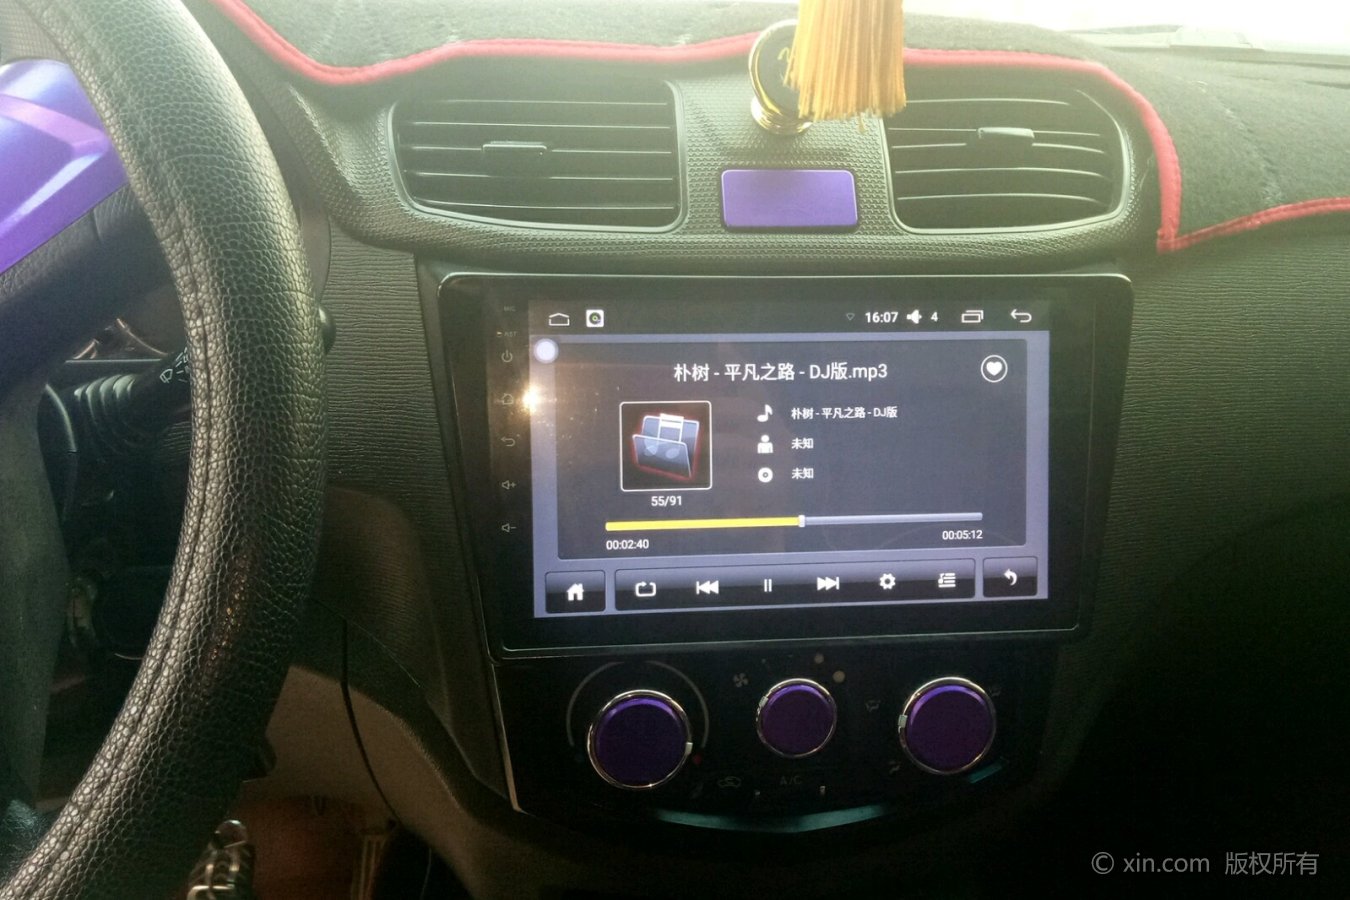 MIC
RST
16:07
4
朴树 - 平凡之路 - DJ版.mp3
朴树 - 平凡之路 - DJ版
未知
未知
55/91
00:02:40
00:05:12
A/C
© xin.com 版权所有